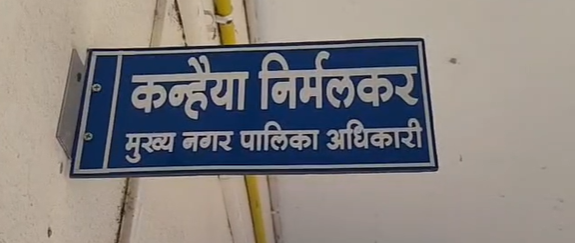 कन्हैया निर्मलकर
मुख्य नगर पालिका अधिकारी